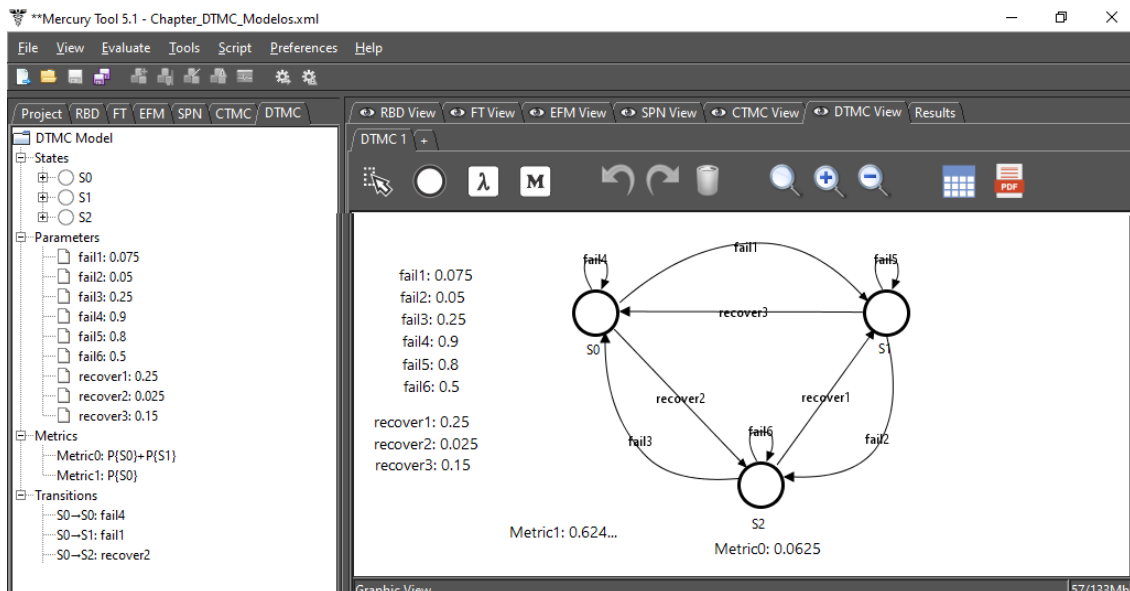 **Mercury Tool 5.1 - Chapter_DTMC_Modelos.xml
File View Evaluate Tools Script Preferences Help
Project RBD FT EFM SPN CTMC DTMC
DTMC Model
States
S0
S1
S2
Parameters
fail1: 0.075
fail2: 0.05
fail3: 0.25
fail4: 0.9
fail5: 0.8
fail6: 0.5
recover1: 0.25
recover2: 0.025
recover3: 0.15
Metrics
Metric0: P{S0}+P{S1}
Metric1: P{S0}
Transitions
S0→S0: fail4
S0→S1: fail1
S0→S2: recover2
RBD View FT View EFM View SPN View CTMC View DTMC View Results
DTMC 1 +
λ M PDF
fail1: 0.075
fail2: 0.05
fail3: 0.25
fail4: 0.9
fail5: 0.8
fail6: 0.5
recover1: 0.25
recover2: 0.025
recover3: 0.15
fail1
fail4
fail5
recover3
S0
S1
recover2
recover1
fail3
fail6
fail2
S2
Metric1: 0.624...
Metric0: 0.0625
Graphic View
57/133Mb